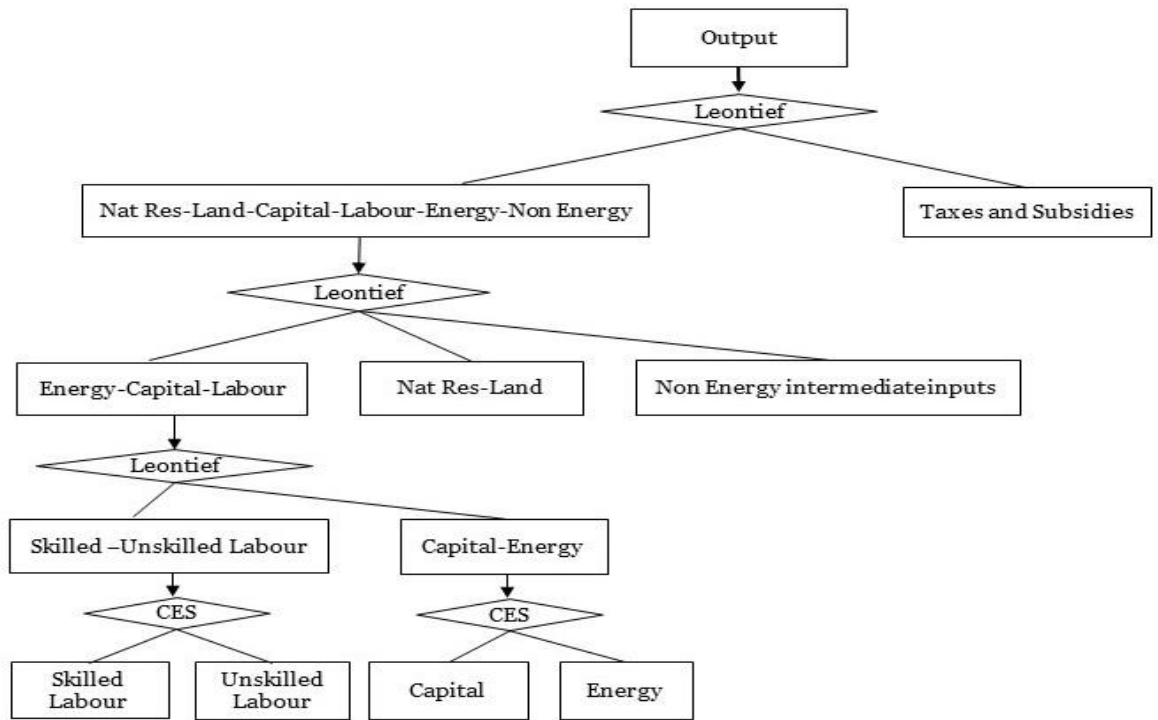 Output
Leontief
Nat Res-Land-Capital-Labour-Energy-Non Energy
Taxes and Subsidies
Leontief
Energy-Capital-Labour
Nat Res-Land
Non Energy intermediateinputs
Leontief
Skilled –Unskilled Labour
Capital-Energy
CES
CES
Skilled
Labour
Unskilled
Labour
Capital
Energy